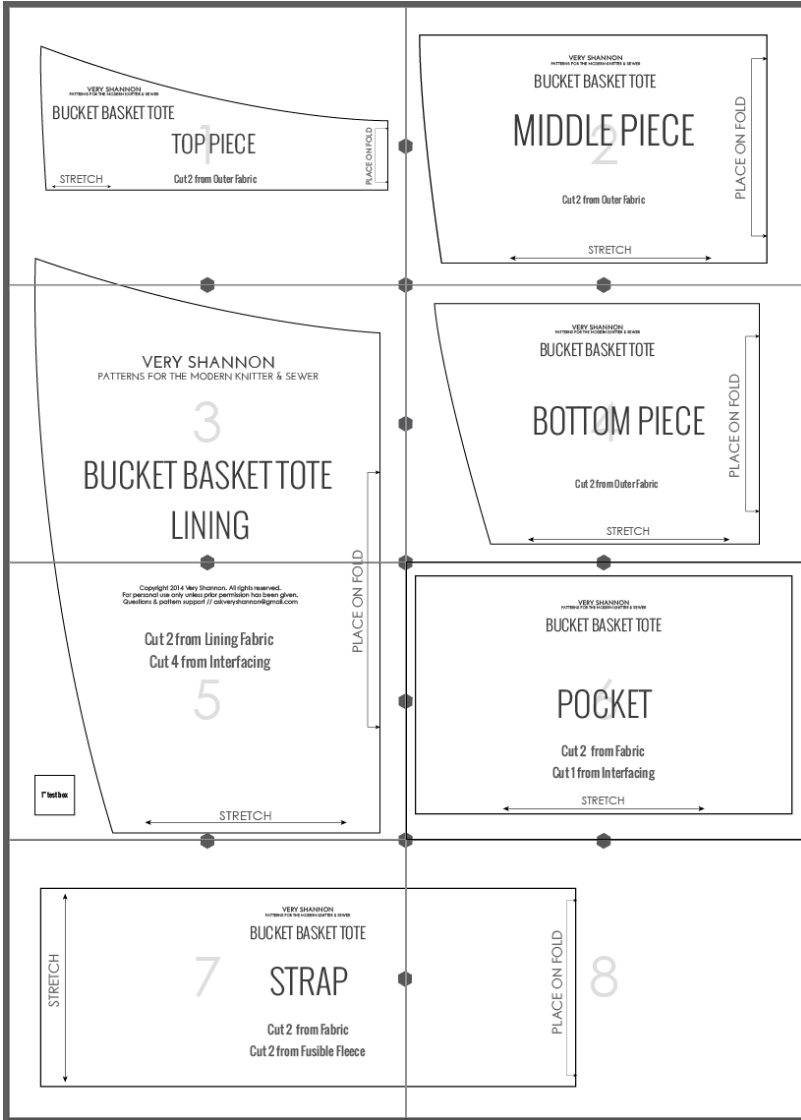 VERY SHANNON
PATTERNS FOR THE MODERN KNITTER & SEWER
BUCKET BASKET TOTE
1
TOP PIECE
Cut 2 from Outer Fabric
STRETCH
PLACE ON FOLD
VERY SHANNON
PATTERNS FOR THE MODERN KNITTER & SEWER
BUCKET BASKET TOTE
2
MIDDLE PIECE
Cut 2 from Outer Fabric
STRETCH
PLACE ON FOLD
VERY SHANNON
PATTERNS FOR THE MODERN KNITTER & SEWER
3
BUCKET BASKET TOTE
LINING
Copyright 2014 Very Shannon. All rights reserved.
For personal use only unless prior permission has been given.
Questions & pattern support // askveryshannon@gmail.com
Cut 2 from Lining Fabric
Cut 4 from Interfacing
5
STRETCH
PLACE ON FOLD
1" test box
VERY SHANNON
PATTERNS FOR THE MODERN KNITTER & SEWER
BUCKET BASKET TOTE
4
BOTTOM PIECE
Cut 2 from Outer Fabric
STRETCH
PLACE ON FOLD
VERY SHANNON
PATTERNS FOR THE MODERN KNITTER & SEWER
BUCKET BASKET TOTE
6
POCKET
Cut 2 from Fabric
Cut 1 from Interfacing
STRETCH
VERY SHANNON
PATTERNS FOR THE MODERN KNITTER & SEWER
BUCKET BASKET TOTE
7
STRAP
Cut 2 from Fabric
Cut 2 from Fusible Fleece
STRETCH
PLACE ON FOLD
8